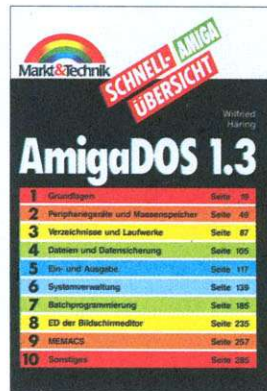 Markt&Technik
SCHNELL-
AMIGA
ÜBERSICHT
Wilfried
Häring
AmigaDOS 1.3
1 Grundlagen Seite 15
2 Peripheriegeräte und Massenspeicher Seite 49
3 Verzeichnisse und Laufwerke Seite 87
4 Dateien und Datensicherung Seite 105
5 Ein- und Ausgabe Seite 117
6 Systemverwaltung Seite 139
7 Batchprogrammierung Seite 185
8 ED der Bildschirmeditor Seite 235
9 MEMACS Seite 257
10 Sonstiges Seite 285